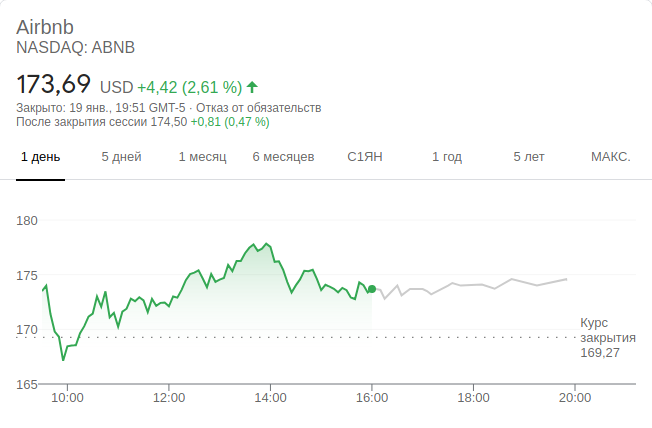 Airbnb
NASDAQ: ABNB
173,69 USD +4,42 (2,61 %)
Закрыто: 19 янв., 19:51 GMT-5 · Отказ от обязательств
После закрытия сессии 174,50 +0,81 (0,47 %)
1 день 5 дней 1 месяц 6 месяцев С1ЯН 1 год 5 лет МАКС.
180
175
170
Курс
закрытия
169,27
165
10:00 12:00 14:00 16:00 18:00 20:00